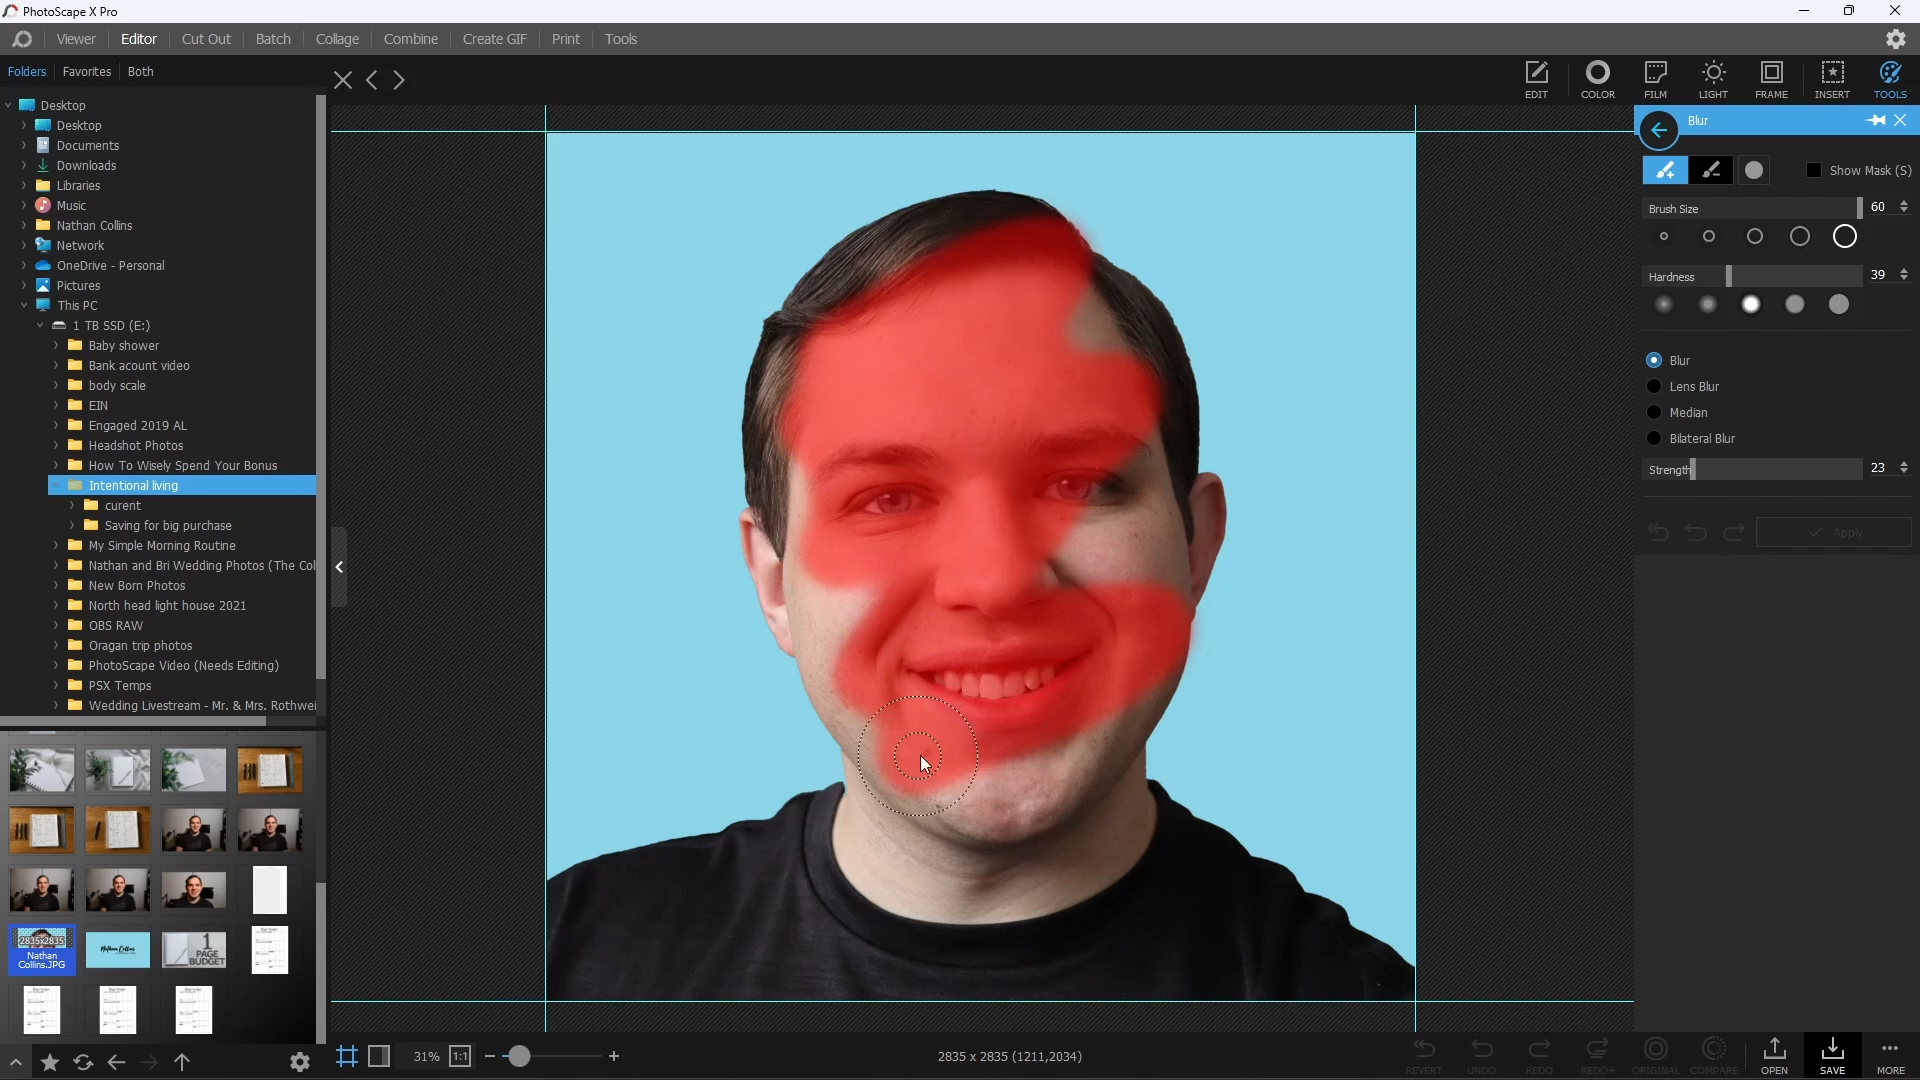 PhotoScape X Pro
Viewer Editor Cut Out Batch Collage Combine Create GIF Print Tools
Folders Favorites Both
EDIT COLOR FILM LIGHT FRAME INSERT TOOLS
Desktop
Desktop
Documents
Downloads
Libraries
Music
Nathan Collins
Network
OneDrive - Personal
Pictures
This PC
1 TB SSD (E:)
Baby shower
Bank acount video
body scale
EIN
Engaged 2019 AL
Headshot Photos
How To Wisely Spend Your Bonus
Intentional living
curent
Saving for big purchase
My Simple Morning Routine
Nathan and Bri Wedding Photos (The Col
New Born Photos
North head light house 2021
OBS RAW
Oragan trip photos
PhotoScape Video (Needs Editing)
PSX Temps
Wedding Livestream - Mr. & Mrs. Rothwei
2835x2835
Nathan
Collins.JPG
Nathan Collins
1
PAGE
BUDGET
Blur
Show Mask (S)
Brush Size 60
Hardness 39
Blur
Lens Blur
Median
Bilateral Blur
Strength 23
Apply
31% 1:1
2835 x 2835 (1211,2034)
REVERT UNDO REDO REDO+ ORIGINAL COMPARE OPEN SAVE MORE